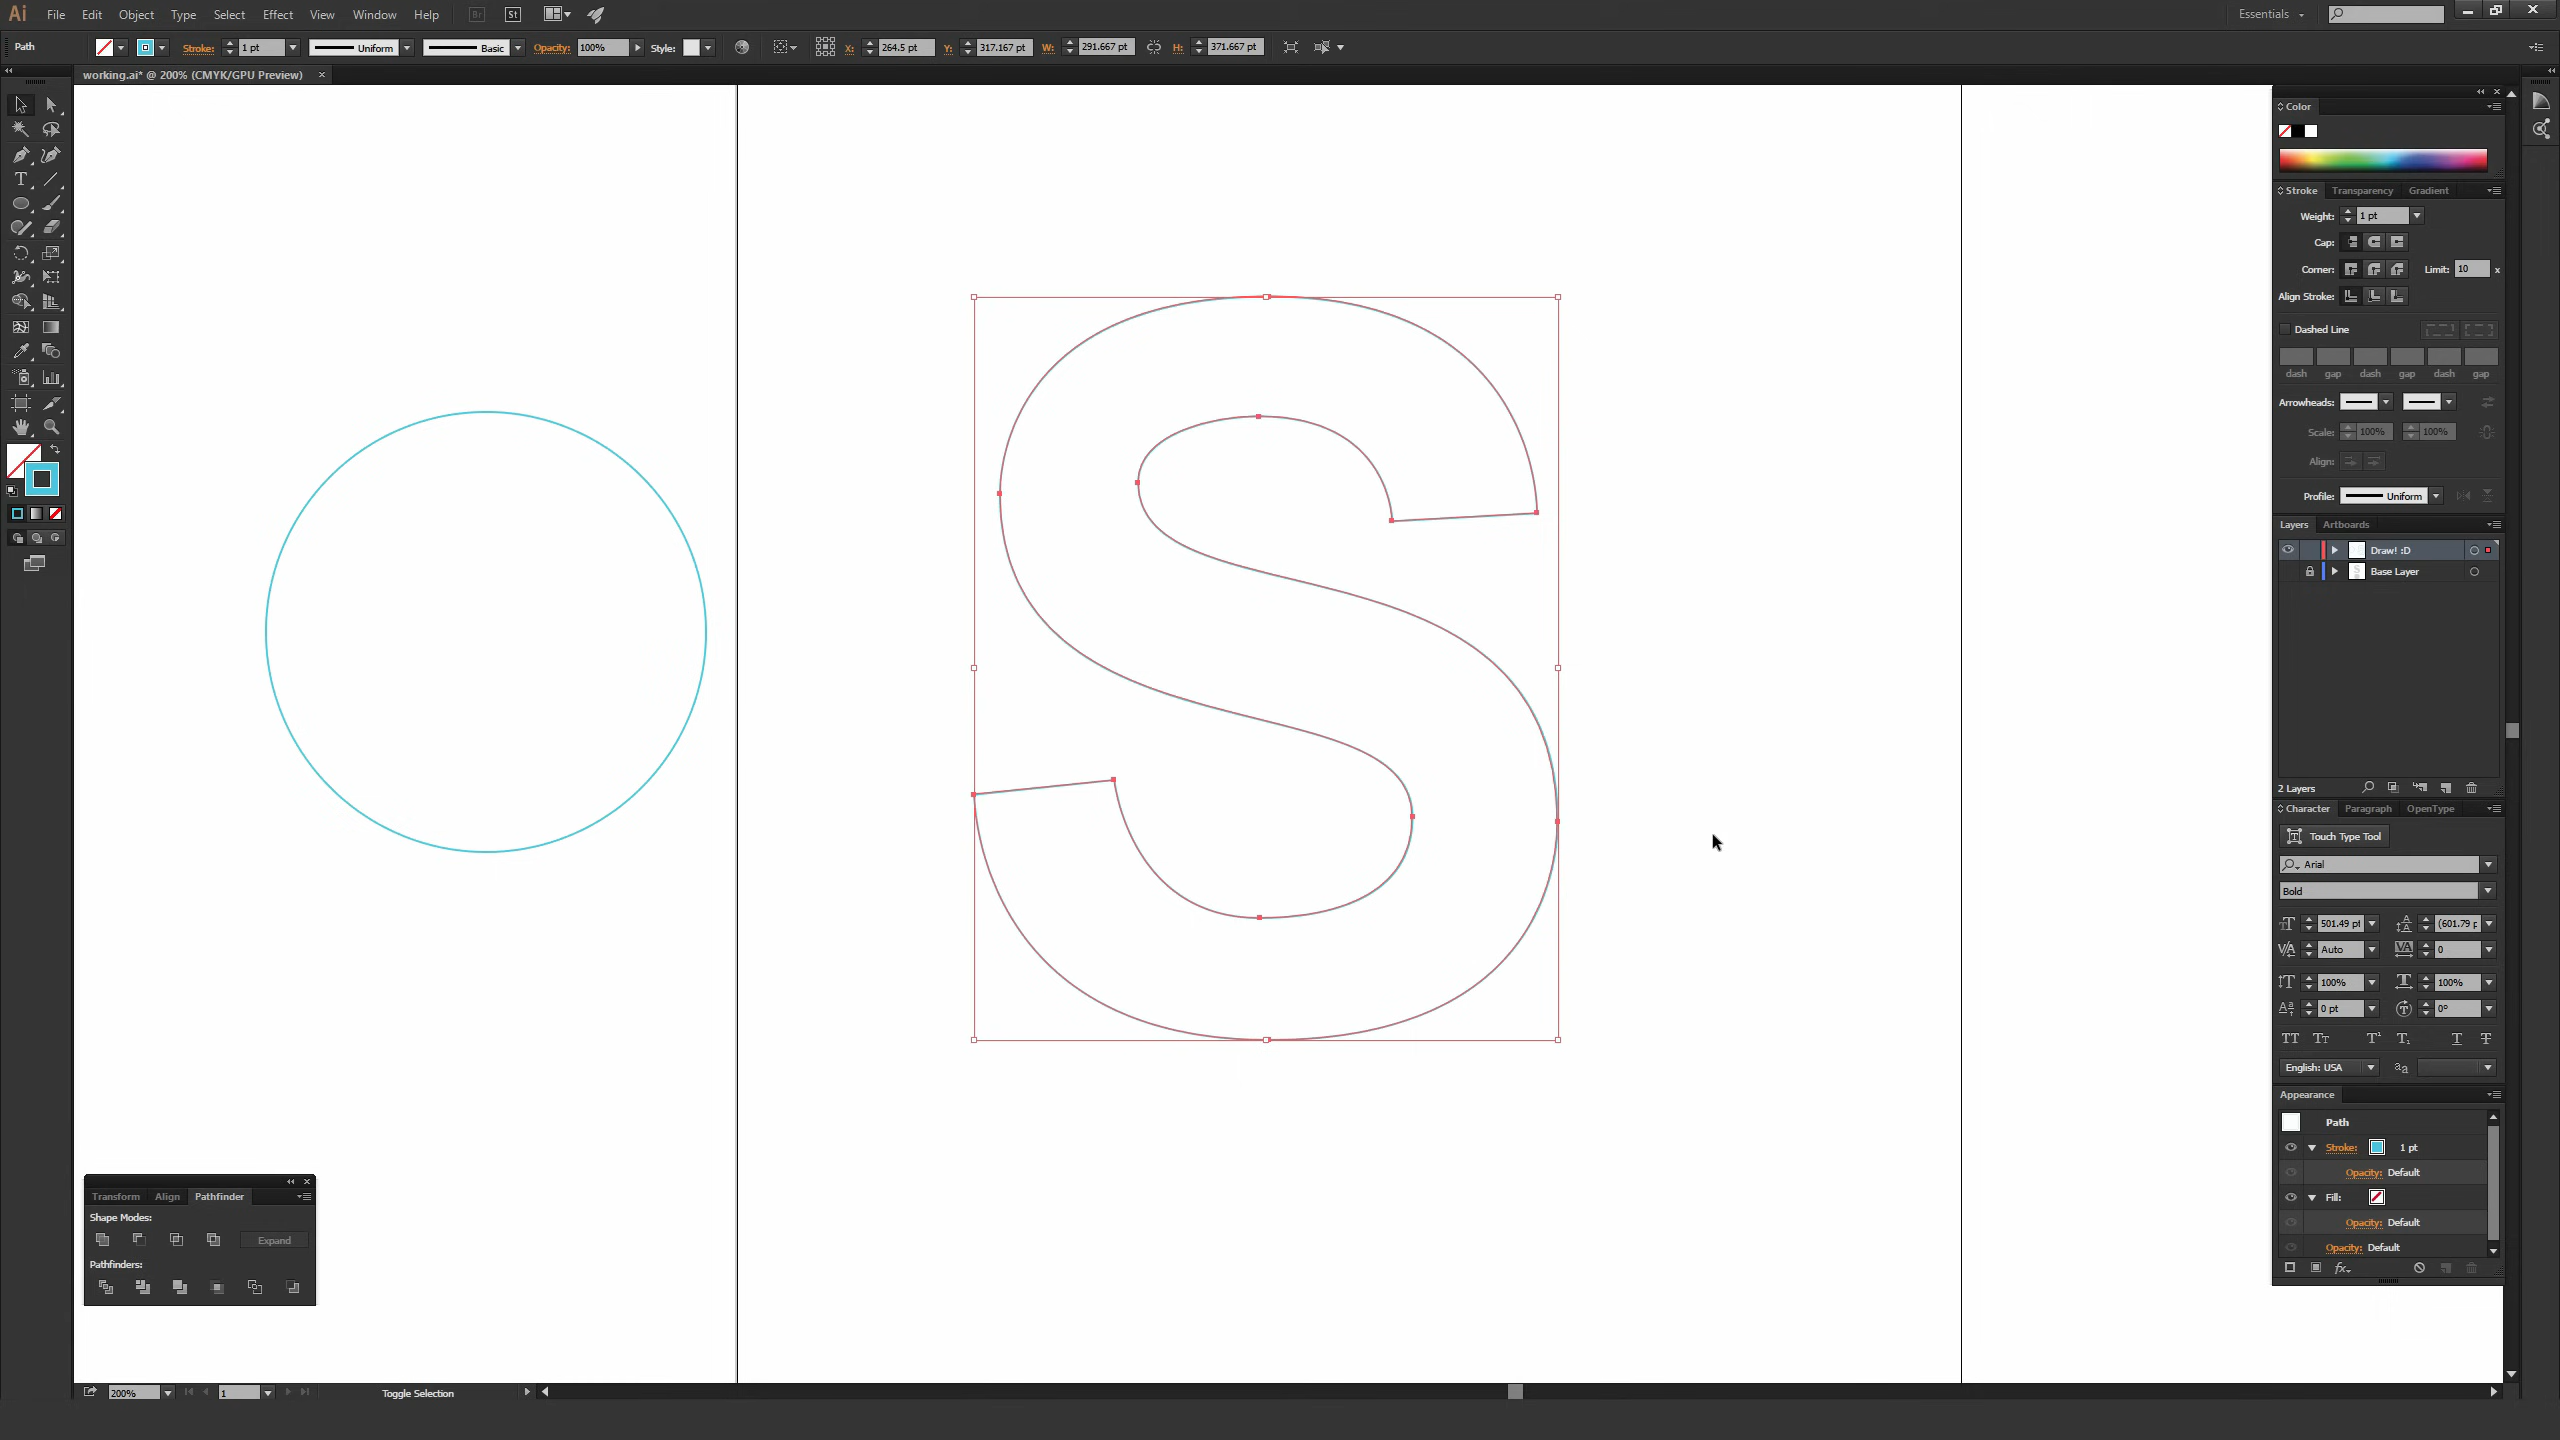 Ai File Edit Object Type Select Effect View Window Help Br St Essentials
Path Stroke: 1 pt Uniform Basic Opacity: 100% Style: X: 264.5 pt Y: 317.167 pt W: 291.667 pt H: 371.667 pt
working.ai* @ 200% (CMYK/GPU Preview) ×
Color
Stroke Transparency Gradient
Weight: 1 pt
Cap:
Corner: Limit: 10 x
Align Stroke:
Dashed Line
dash gap dash gap dash gap
Arrowheads:
Scale: 100% 100%
Align:
Profile: Uniform
Layers Artboards
Draw! :D
Base Layer
2 Layers
Character Paragraph OpenType
Touch Type Tool
Arial
Bold
501.49 pt (601.79 p
Auto 0
100% 100%
0 pt 0°
English: USA
Appearance
Path
Stroke: 1 pt
Opacity: Default
Fill:
Opacity: Default
Opacity: Default
S
Transform Align Pathfinder
Shape Modes:
Expand
Pathfinders:
200% 1 Toggle Selection